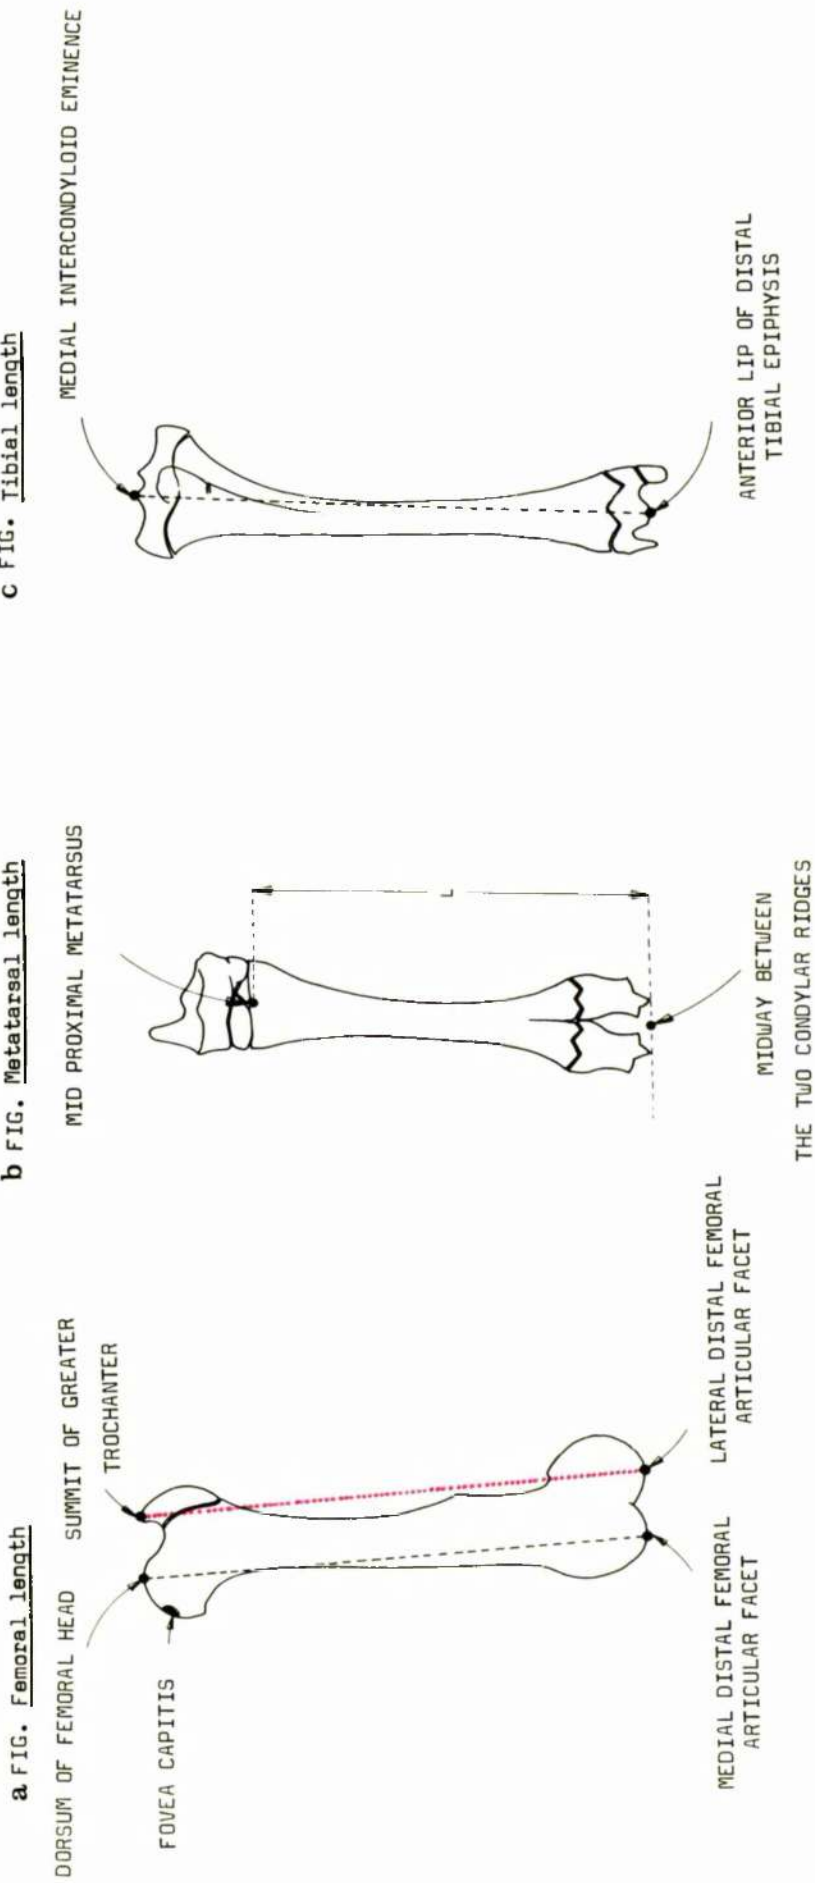 a FIG. Femoral length
DORSUM OF FEMORAL HEAD
SUMMIT OF GREATER
TROCHANTER
FOVEA CAPITIS
MEDIAL DISTAL FEMORAL
ARTICULAR FACET
LATERAL DISTAL FEMORAL
ARTICULAR FACET
b FIG. Metatarsal length
MID PROXIMAL METATARSUS
L
MIDWAY BETWEEN
THE TWO CONDYLAR RIDGES
c FIG. Tibial length
MEDIAL INTERCONDYLOID EMINENCE
ANTERIOR LIP OF DISTAL
TIBIAL EPIPHYSIS